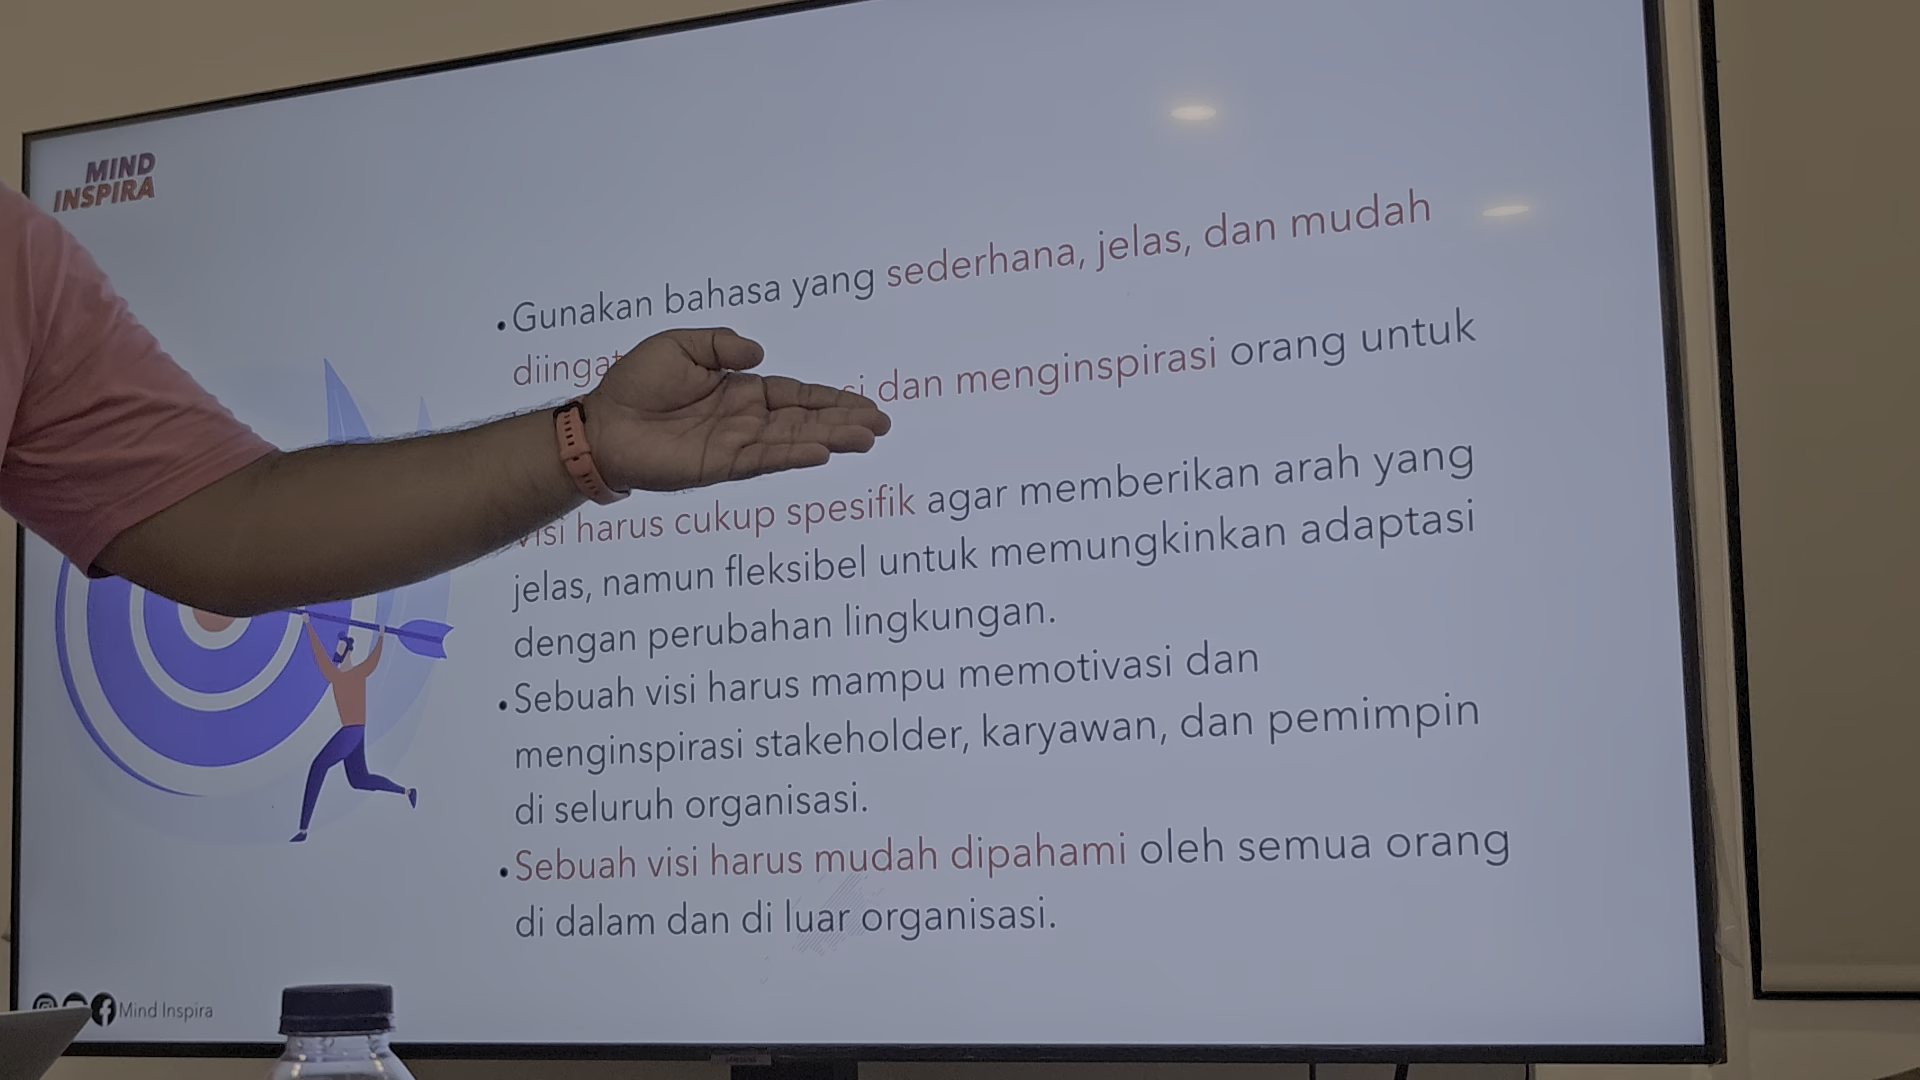 MIND
INSPIRA
Gunakan bahasa yang sederhana, jelas, dan mudah
dan menginspirasi orang untuk
harus cukup spesifik agar memberikan arah yang
jelas, namun fleksibel untuk memungkinkan adaptasi
dengan perubahan lingkungan.
Sebuah visi harus mampu memotivasi dan
menginspirasi stakeholder, karyawan, dan pemimpin
di seluruh organisasi.
Sebuah visi harus mudah dipahami oleh semua orang
di dalam dan di luar organisasi.
Mind Inspira